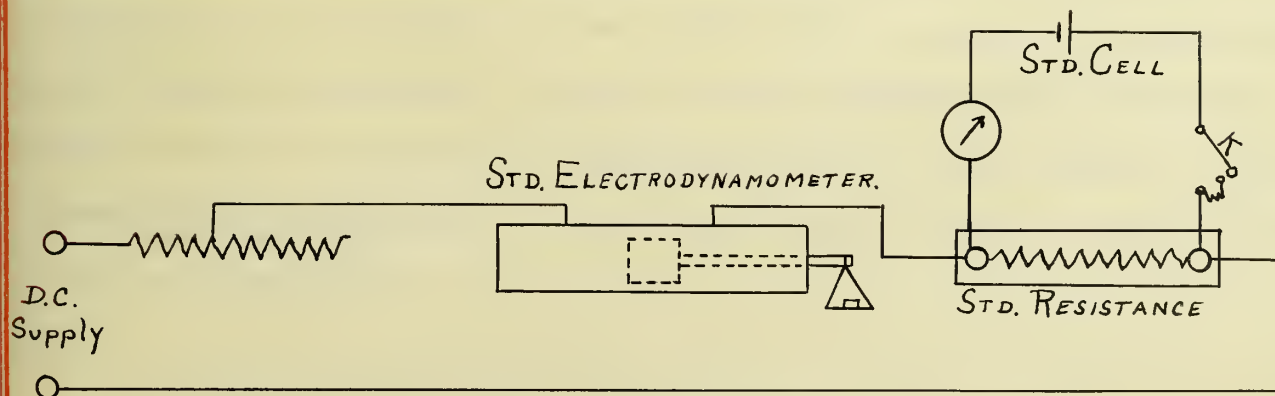 STD. CELL
K
STD. ELECTRODYNAMOMETER.
D.C.
Supply
STD. RESISTANCE